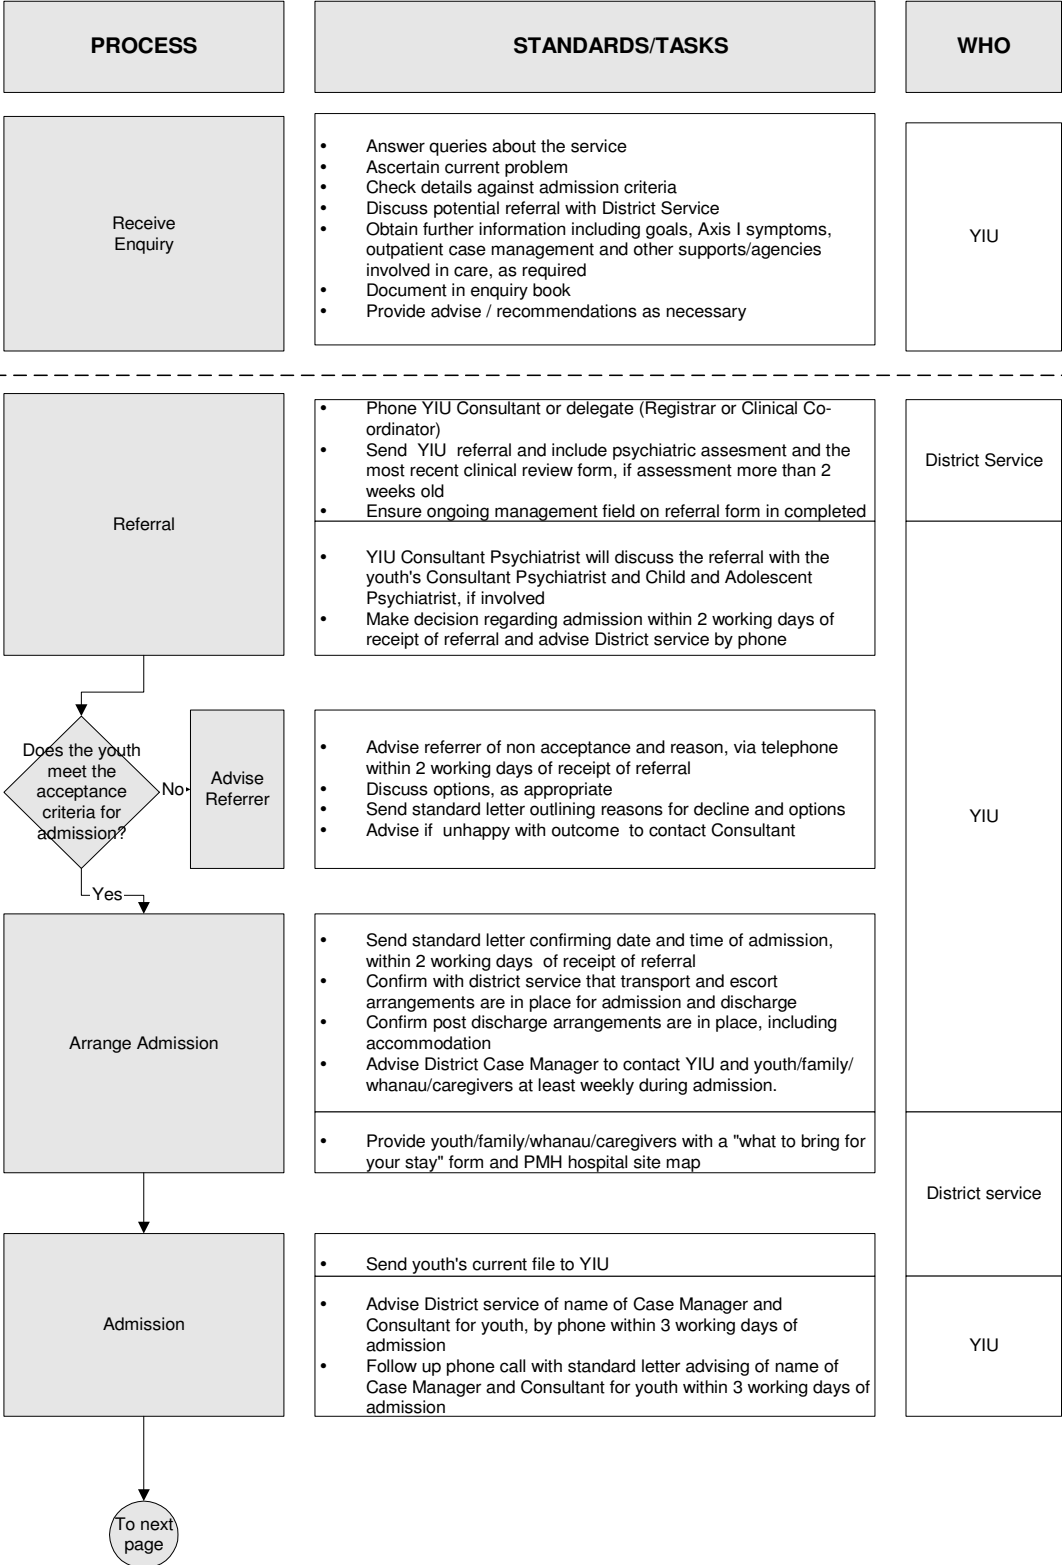 PROCESS
STANDARDS/TASKS
WHO
Receive
Enquiry
• Answer queries about the service
• Ascertain current problem
• Check details against admission criteria
• Discuss potential referral with District Service
• Obtain further information including goals, Axis I symptoms,
outpatient case management and other supports/agencies
involved in care, as required
• Document in enquiry book
• Provide advise / recommendations as necessary
YIU
Referral
• Phone YIU Consultant or delegate (Registrar or Clinical Co-
ordinator)
• Send YIU referral and include psychiatric assesment and the
most recent clinical review form, if assessment more than 2
weeks old
• Ensure ongoing management field on referral form in completed
District Service
• YIU Consultant Psychiatrist will discuss the referral with the
youth's Consultant Psychiatrist and Child and Adolescent
Psychiatrist, if involved
• Make decision regarding admission within 2 working days of
receipt of referral and advise District service by phone
Does the youth
meet the
acceptance
criteria for
admission?
No
Advise
Referrer
• Advise referrer of non acceptance and reason, via telephone
within 2 working days of receipt of referral
• Discuss options, as appropriate
• Send standard letter outlining reasons for decline and options
• Advise if unhappy with outcome to contact Consultant
YIU
Yes
Arrange Admission
• Send standard letter confirming date and time of admission,
within 2 working days of receipt of referral
• Confirm with district service that transport and escort
arrangements are in place for admission and discharge
• Confirm post discharge arrangements are in place, including
accommodation
• Advise District Case Manager to contact YIU and youth/family/
whanau/caregivers at least weekly during admission.
• Provide youth/family/whanau/caregivers with a "what to bring for
your stay" form and PMH hospital site map
District service
Admission
• Send youth's current file to YIU
• Advise District service of name of Case Manager and
Consultant for youth, by phone within 3 working days of
admission
• Follow up phone call with standard letter advising of name of
Case Manager and Consultant for youth within 3 working days of
admission
YIU
To next
page